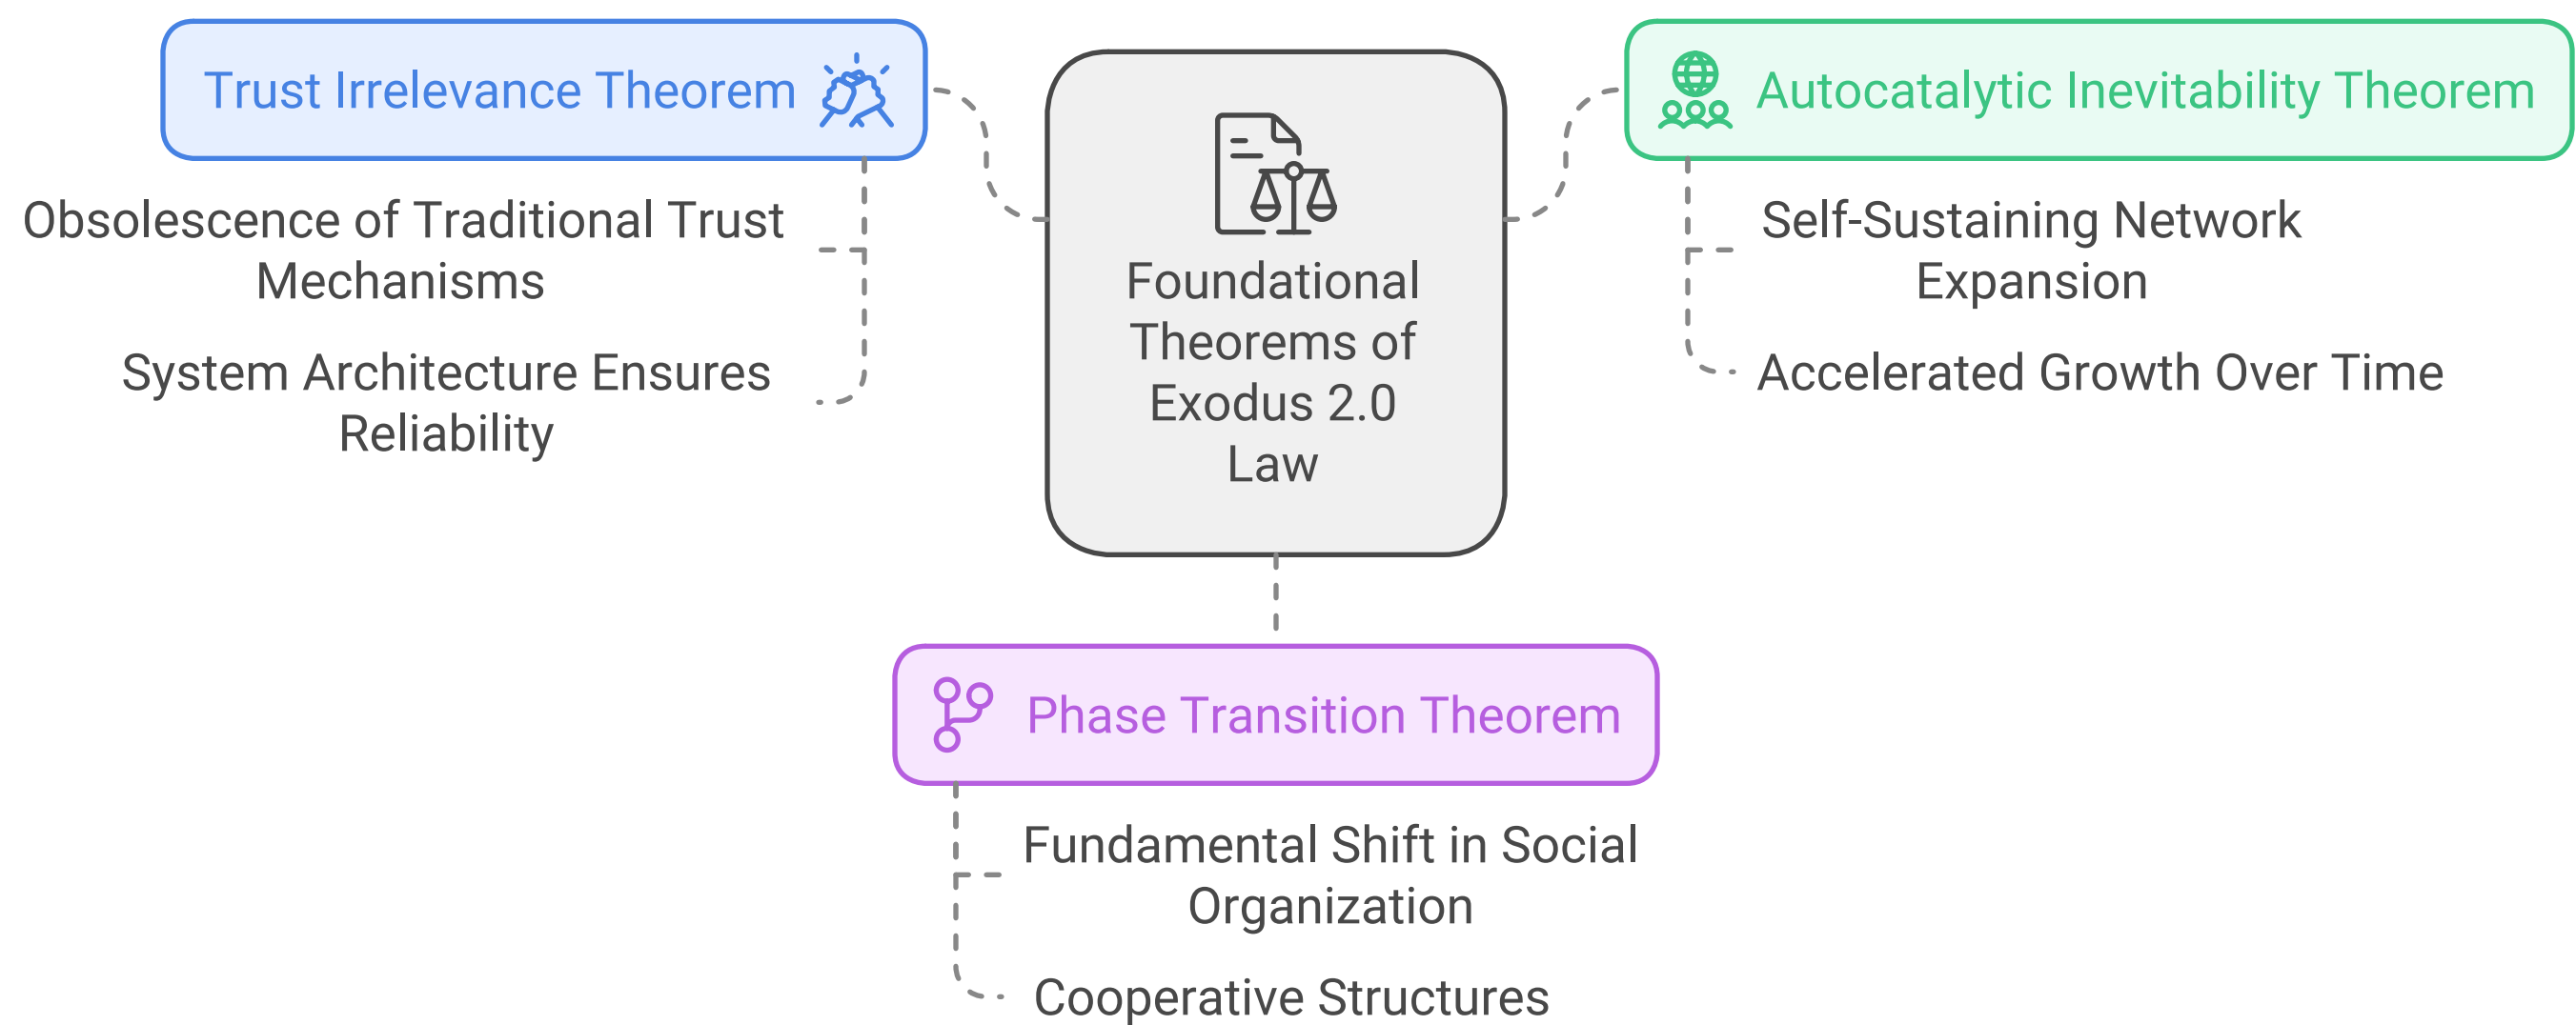 Trust Irrelevance Theorem
Obsolescence of Traditional Trust
Mechanisms
System Architecture Ensures
Reliability
Foundational
Theorems of
Exodus 2.0
Law
Autocatalytic Inevitability Theorem
Self-Sustaining Network
Expansion
Accelerated Growth Over Time
Phase Transition Theorem
Fundamental Shift in Social
Organization
Cooperative Structures